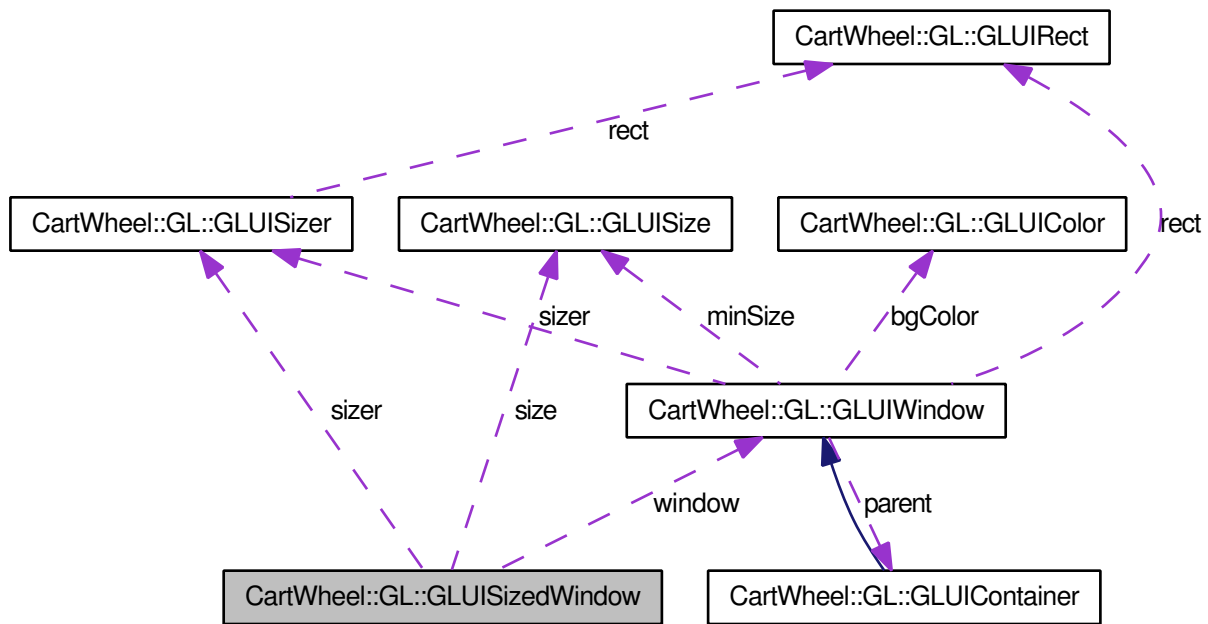 CartWheel::GL::GLUIRect
rect
CartWheel::GL::GLUISizer
CartWheel::GL::GLUISize
CartWheel::GL::GLUIColor
rect
sizer
minSize
bgColor
sizer
size
CartWheel::GL::GLUIWindow
window
parent
CartWheel::GL::GLUISizedWindow
CartWheel::GL::GLUIContainer